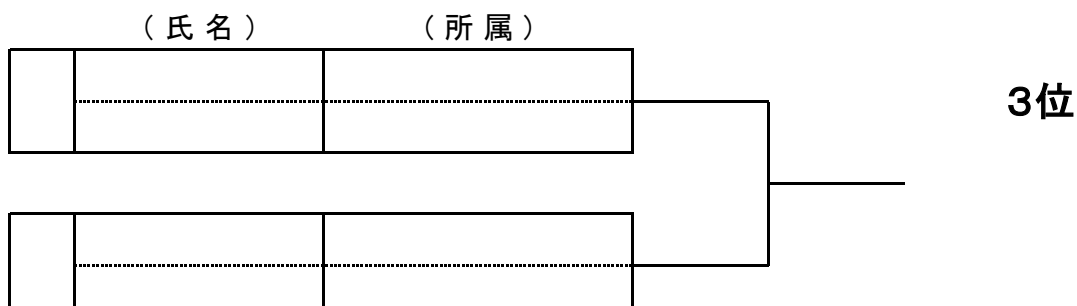 （ 氏 名 ） （ 所 属 ）
３位